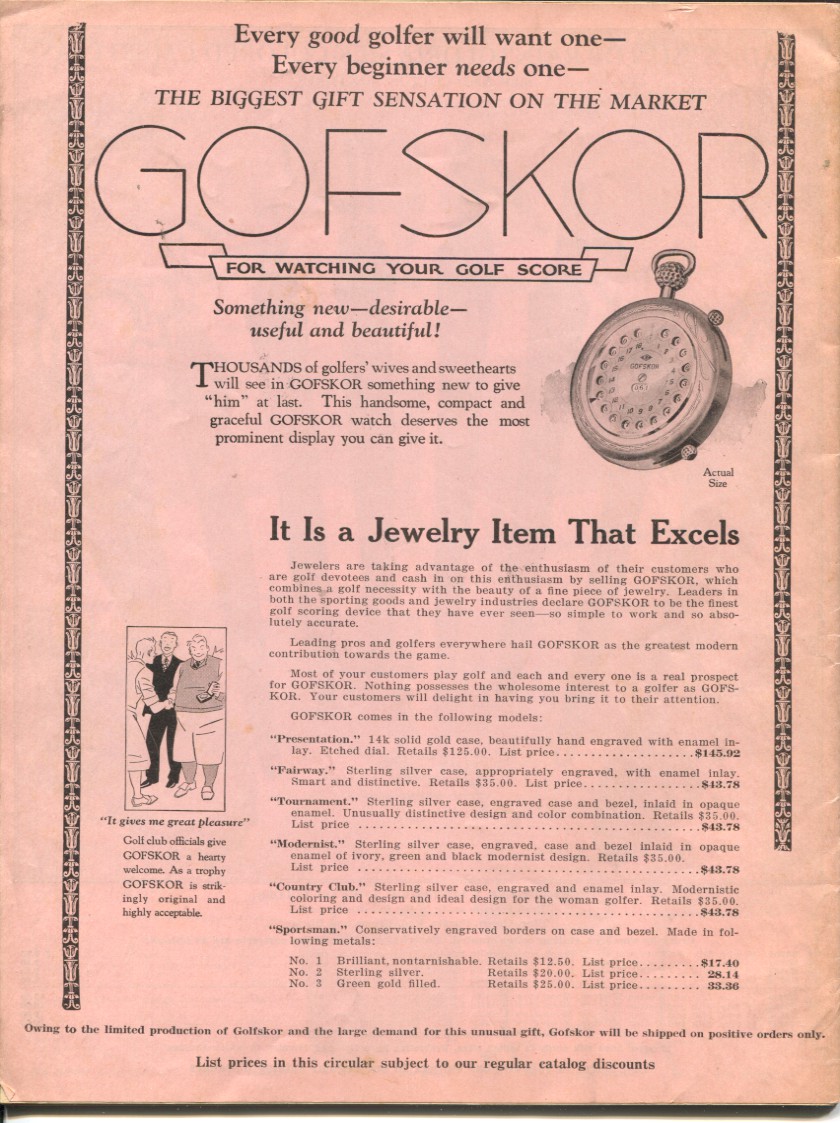 Every good golfer will want one—
Every beginner needs one—
THE BIGGEST GIFT SENSATION ON THE MARKET
GOFSKOR
FOR WATCHING YOUR GOLF SCORE
Something new—desirable—
useful and beautiful!
THOUSANDS of golfers' wives and sweethearts
will see in GOFSKOR something new to give
"him" at last. This handsome, compact and
graceful GOFSKOR watch deserves the most
prominent display you can give it.
GOFSKOR
Actual
Size
It Is a Jewelry Item That Excels
Jewelers are taking advantage of the enthusiasm of their customers who
are golf devotees and cash in on this enthusiasm by selling GOFSKOR, which
combines a golf necessity with the beauty of a fine piece of jewelry. Leaders in
both the sporting goods and jewelry industries declare GOFSKOR to be the finest
golf scoring device that they have ever seen—so simple to work and so abso-
lutely accurate.
Leading pros and golfers everywhere hail GOFSKOR as the greatest modern
contribution towards the game.
Most of your customers play golf and each and every one is a real prospect
for GOFSKOR. Nothing possesses the wholesome interest to a golfer as GOFS-
KOR. Your customers will delight in having you bring it to their attention.
GOFSKOR comes in the following models:
"Presentation." 14k solid gold case, beautifully hand engraved with enamel in-
lay. Etched dial. Retails $125.00. List price.....................$145.92
"Fairway." Sterling silver case, appropriately engraved, with enamel inlay.
Smart and distinctive. Retails $35.00. List price...............$43.78
"Tournament." Sterling silver case, engraved case and bezel, inlaid in opaque
enamel. Unusually distinctive design and color combination. Retails $35.00.
List price ...........................................$43.78
"Modernist." Sterling silver case, engraved, case and bezel inlaid in opaque
enamel of ivory, green and black modernist design. Retails $35.00.
List price ...........................................$43.78
"Country Club." Sterling silver case, engraved and enamel inlay. Modernistic
coloring and design and ideal design for the woman golfer. Retails $35.00.
List price ...........................................$43.78
"Sportsman." Conservatively engraved borders on case and bezel. Made in fol-
lowing metals:
No. 1 Brilliant, nontarnishable. Retails $12.50. List price.........$17.40
No. 2 Sterling silver. Retails $20.00. List price......... 28.14
No. 3 Green gold filled. Retails $25.00. List price......... 33.36
"It gives me great pleasure"
Golf club officials give
GOFSKOR a hearty
welcome. As a trophy
GOFSKOR is strik-
ingly original and
highly acceptable.
Owing to the limited production of Golfskor and the large demand for this unusual gift, Gofskor will be shipped on positive orders only.
List prices in this circular subject to our regular catalog discounts